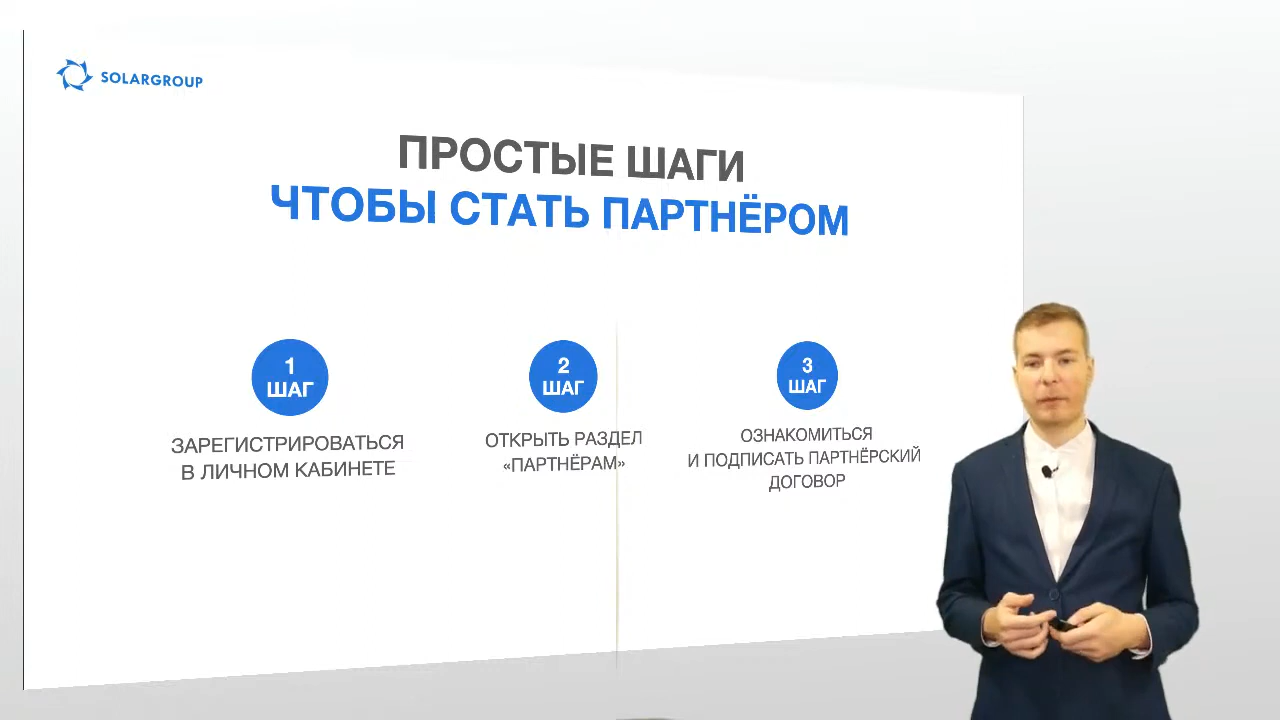 SOLARGROUP
ПРОСТЫЕ ШАГИ
ЧТОБЫ СТАТЬ ПАРТНЁРОМ
1
ШАГ
ЗАРЕГИСТРИРОВАТЬСЯ
В ЛИЧНОМ КАБИНЕТЕ
2
ШАГ
ОТКРЫТЬ РАЗДЕЛ
«ПАРТНЁРАМ»
3
ШАГ
ОЗНАКОМИТЬСЯ
И ПОДПИСАТЬ ПАРТНЁРСКИЙ
ДОГОВОР